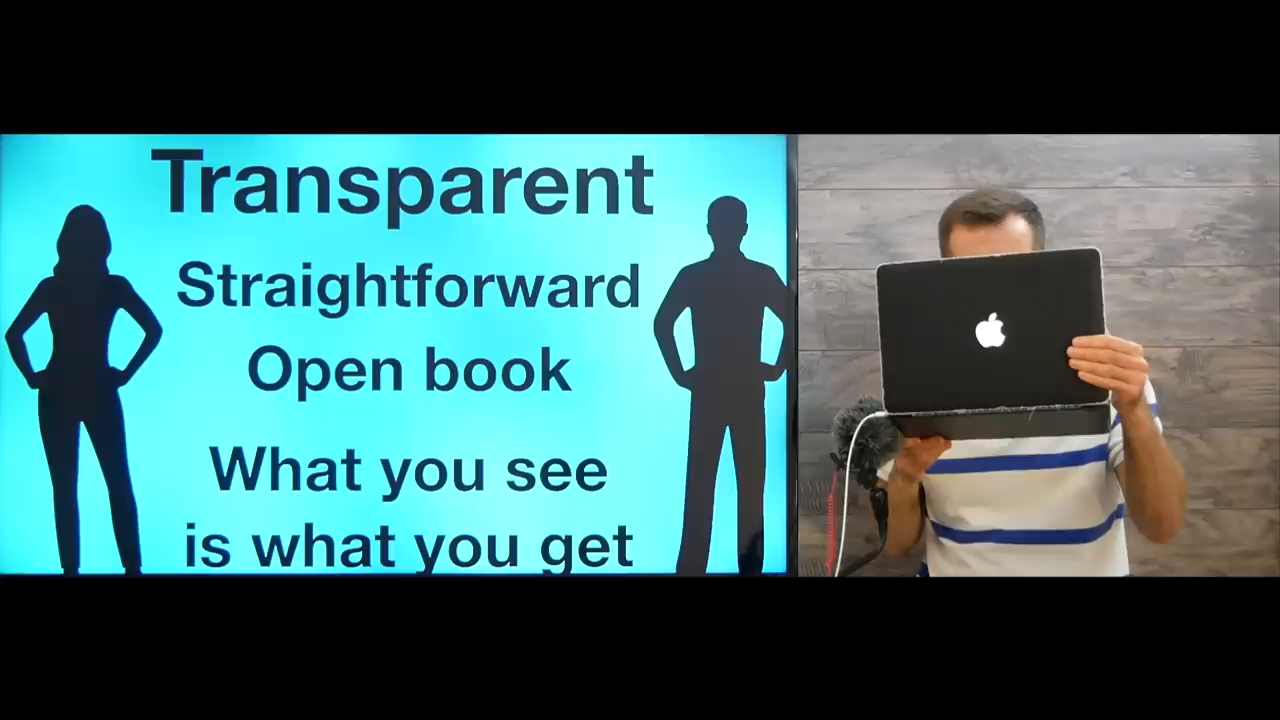 Transparent
Straightforward
Open book
What you see
is what you get